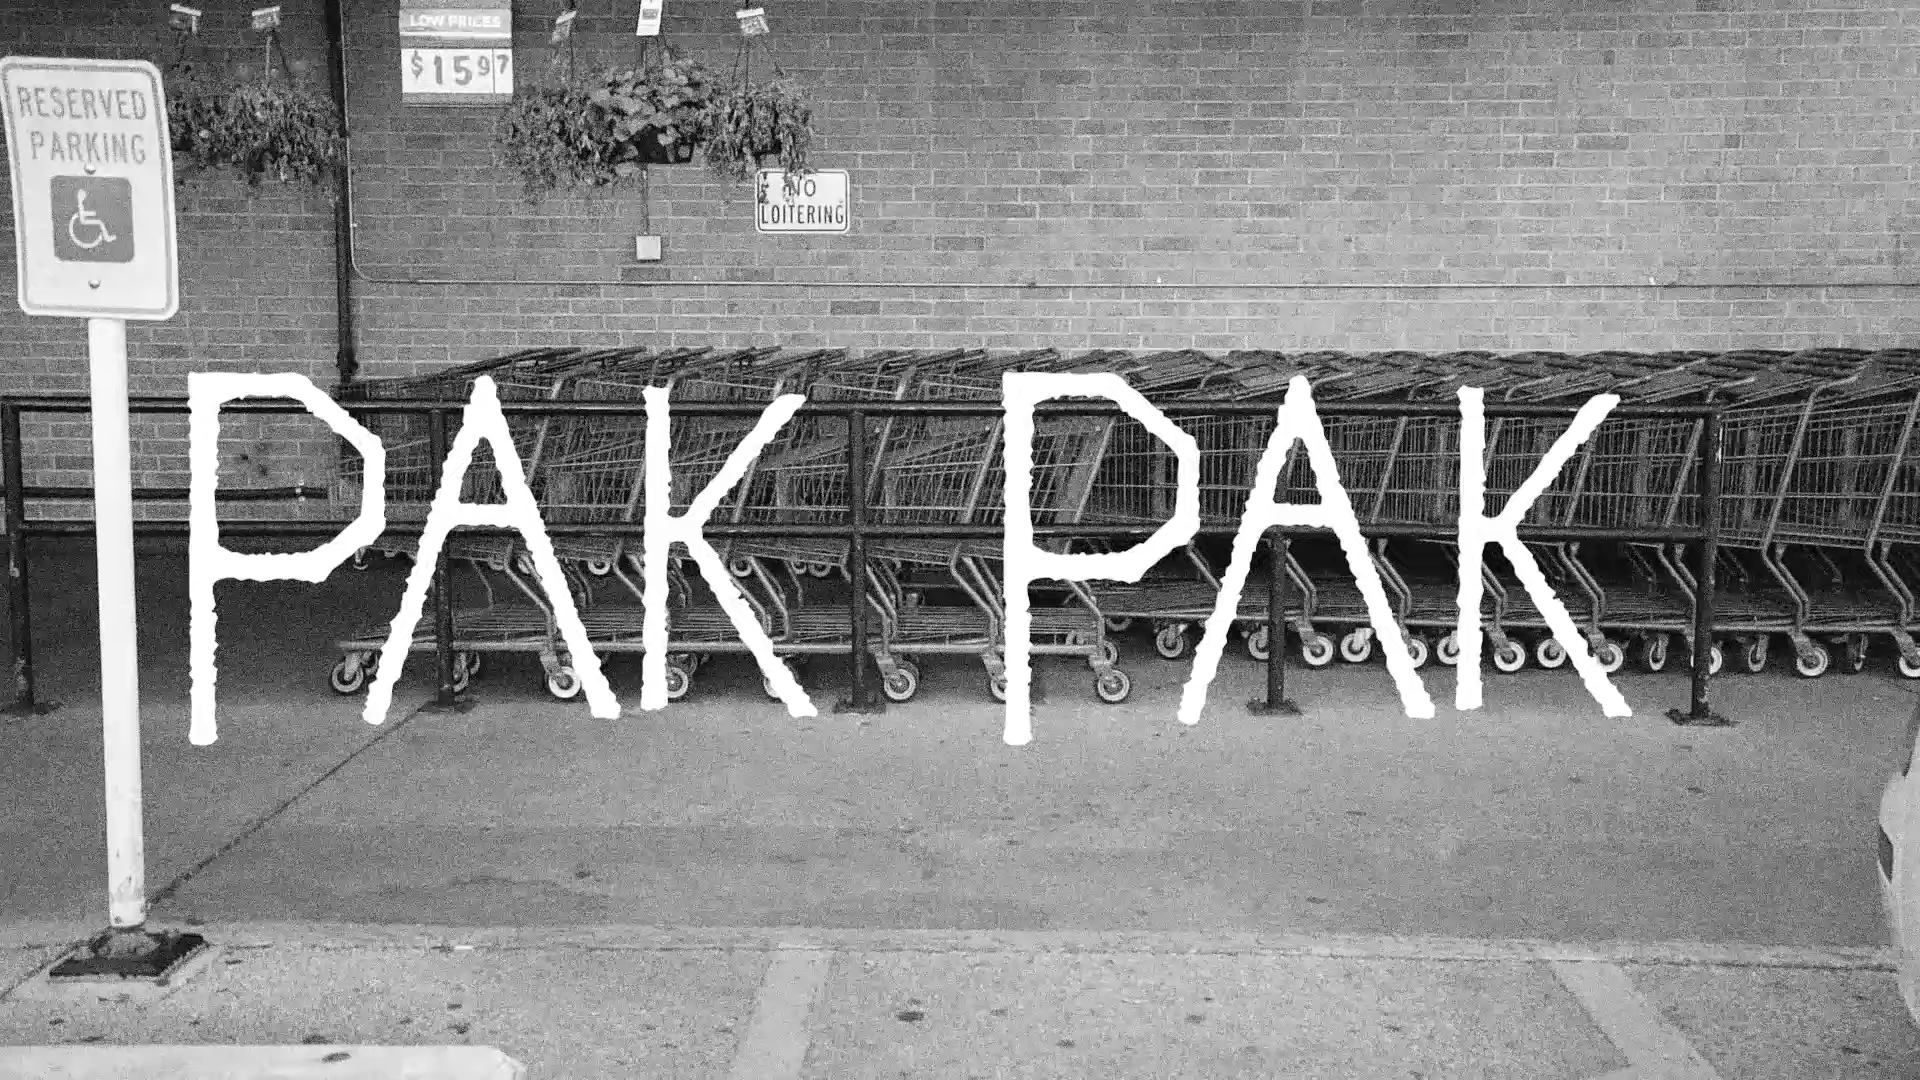 LOW PRICES
$15.97
RESERVED
PARKING
NO
LOITERING
PAK PAK